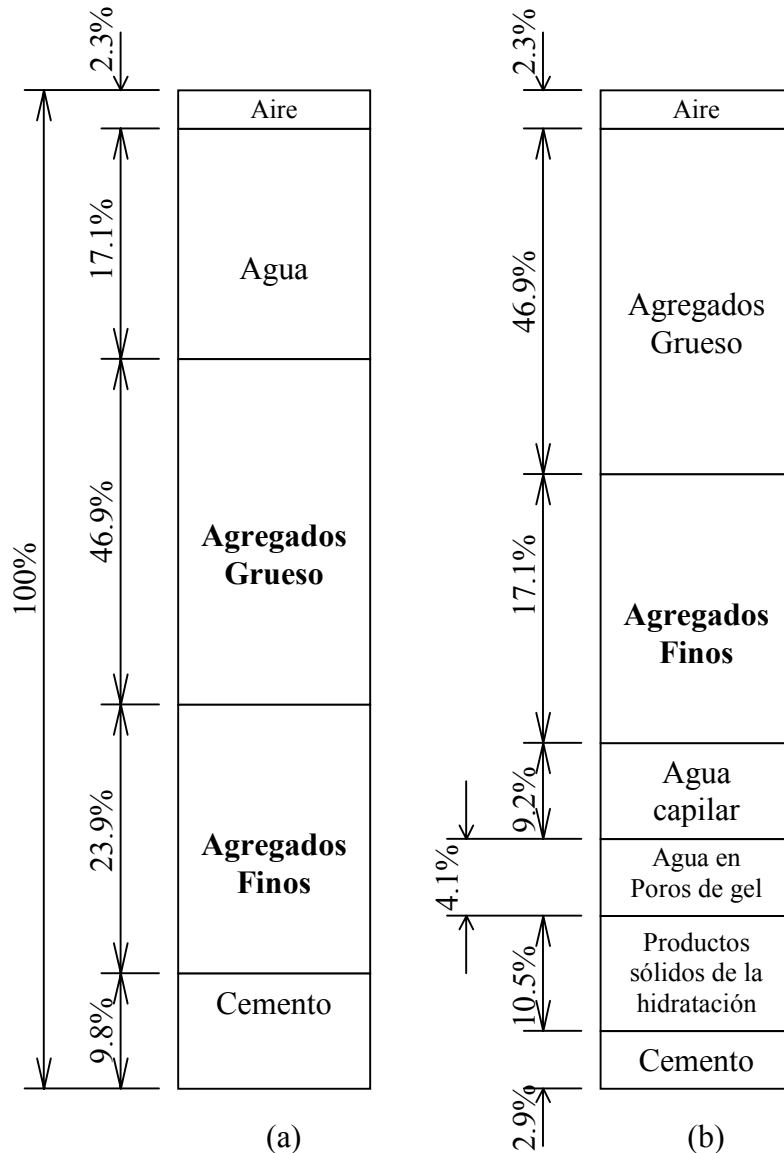 2.3%
Aire
17.1%
Agua
46.9%
Agregados
Grueso
100%
23.9%
Agregados
Finos
9.8%
Cemento
(a)
2.3%
Aire
46.9%
Agregados
Grueso
17.1%
Agregados
Finos
9.2%
Agua
capilar
4.1%
Agua en
Poros de gel
10.5%
Productos
sólidos de la
hidratación
2.9%
Cemento
(b)